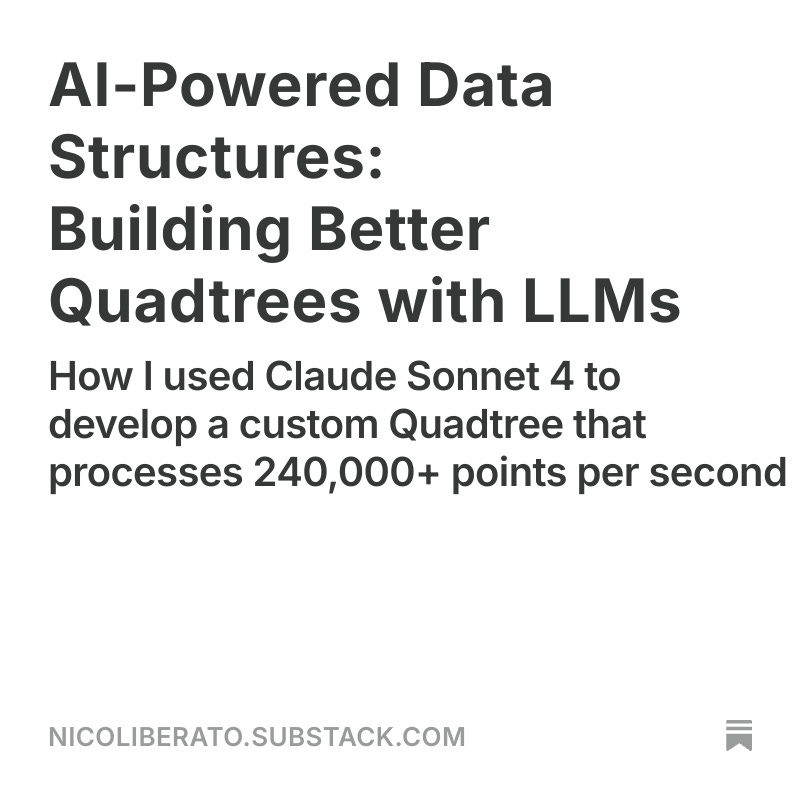 AI-Powered Data
Structures:
Building Better
Quadtrees with LLMs
How I used Claude Sonnet 4 to
develop a custom Quadtree that
processes 240,000+ points per second
NICOLIBERATO.SUBSTACK.COM